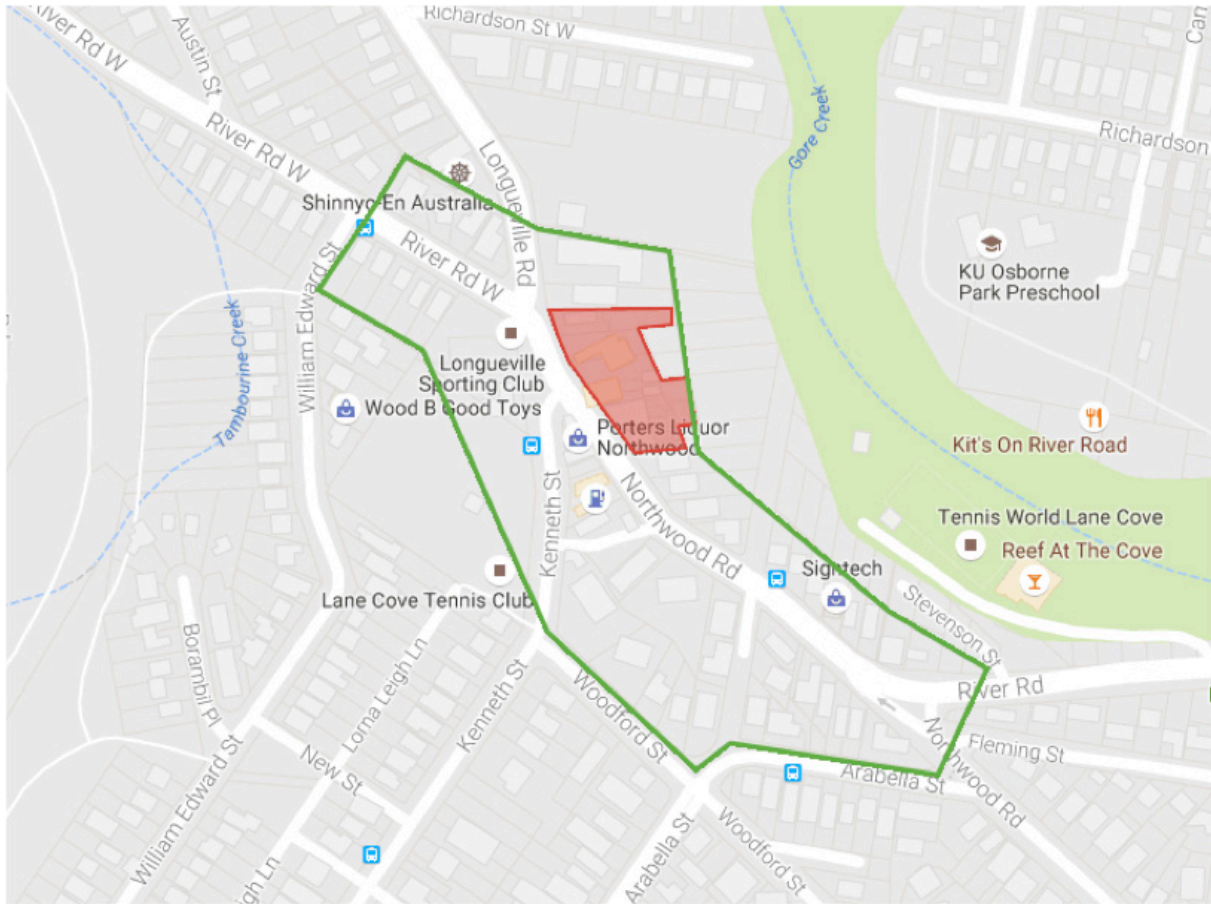 Richardson St W
River Rd W
Austin St
Can
River Rd W
Longueville Rd
Gore Creek
Richardson
Shinnyo-En Australia
River Rd W
William Edward St
KU Osborne
Park Preschool
Tambourine Creek
Longueville
Sporting Club
Wood B Good Toys
Porters Liquor
Northwood
Kit's On River Road
Kenneth St
Northwood Rd
Tennis World Lane Cove
Reef At The Cove
Sightech
Lane Cove Tennis Club
Stevenson St
Borambil Pl
Lorna Leigh Ln
Kenneth St
Woodford St
River Rd
Northwood Rd
Fleming St
New St
Arabella St
William Edward St
gh Ln
Arabella St
Woodford St